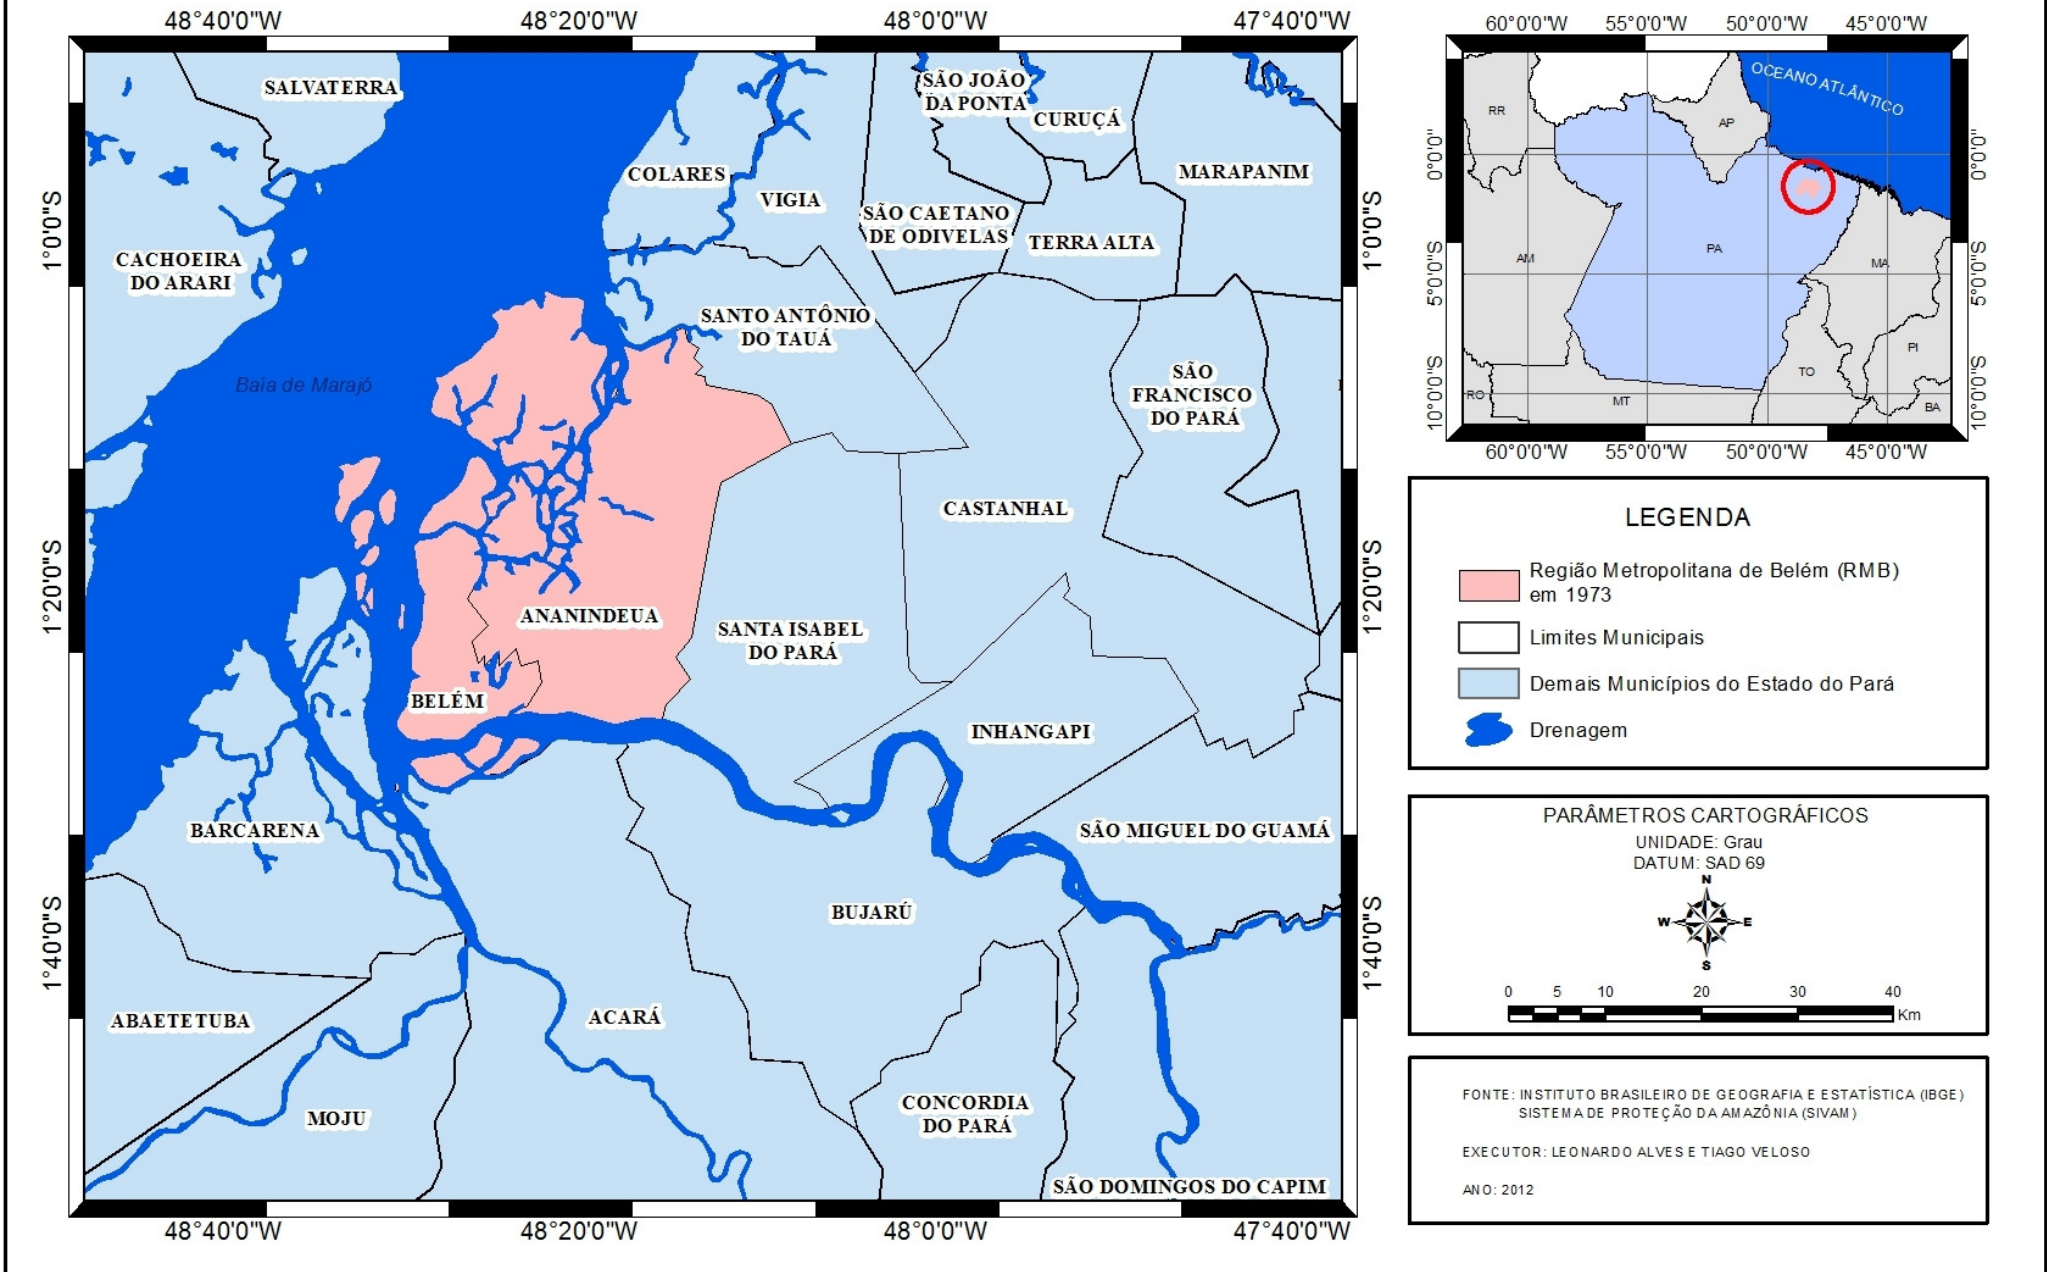 48°40'0"W 48°20'0"W 48°0'0"W 47°40'0"W
1°0'0"S
1°20'0"S
1°40'0"S
SALVATERRA
SÃO JOÃO
DA PONTA
CURUÇÁ
COLARES
MARAPANIM
VIGIA
SÃO CAETANO
DE ODIVELAS
TERRA ALTA
CACHOEIRA
DO ARARI
SANTO ANTÔNIO
DO TAUÁ
Baía de Marajó
SÃO
FRANCISCO
DO PARÁ
CASTANHAL
ANANINDEUA
SANTA ISABEL
DO PARÁ
BELÉM
INHANGAPI
BARCARENA
SÃO MIGUEL DO GUAMÁ
BUJARÚ
ABAETETUBA
ACARÁ
MOJU
CONCORDIA
DO PARÁ
SÃO DOMINGOS DO CAPIM
1°0'0"S
1°20'0"S
1°40'0"S
48°40'0"W 48°20'0"W 48°0'0"W 47°40'0"W
60°0'0"W 55°0'0"W 50°0'0"W 45°0'0"W
0°0'0"
5°0'0"S
10°0'0"S
OCEANO ATLÂNTICO
RR
AP
AM
PA
MA
PI
TO
RO
MT
BA
0°0'0"
5°0'0"S
10°0'0"S
60°0'0"W 55°0'0"W 50°0'0"W 45°0'0"W
LEGENDA
Região Metropolitana de Belém (RMB)
em 1973
Limites Municipais
Demais Municípios do Estado do Pará
Drenagem
PARÂMETROS CARTOGRÁFICOS
UNIDADE: Grau
DATUM: SAD 69
N
W E
S
0 5 10 20 30 40
Km
FONTE: INSTITUTO BRASILEIRO DE GEOGRAFIA E ESTATÍSTICA (IBGE)
SISTEMA DE PROTEÇÃO DA AMAZÔNIA (SIVAM)
EXECUTOR: LEONARDO ALVES E TIAGO VELOSO
ANO: 2012